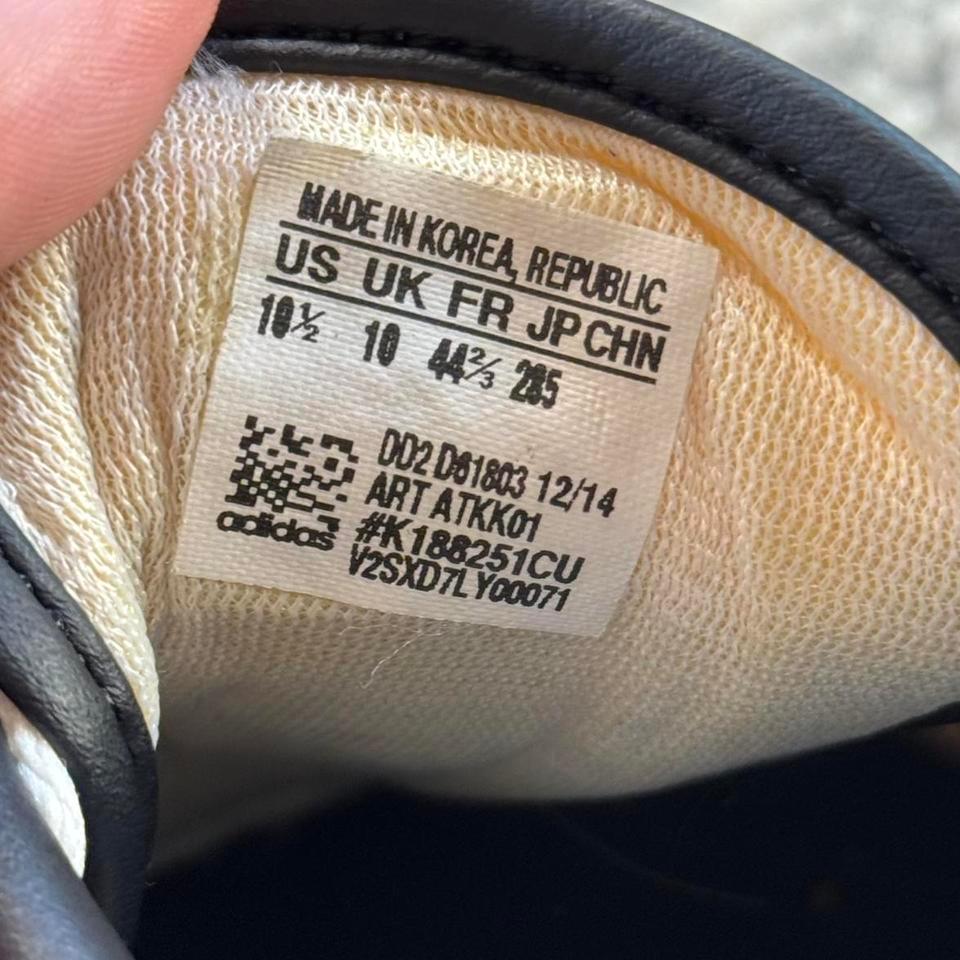 MADE IN KOREA, REPUBLIC
US UK FR JP CHN
10½ 10 44⅔ 285
DD2 D61803 12/14
ART ATKK01
#K188251CU
V2SXD7LY00071
adidas